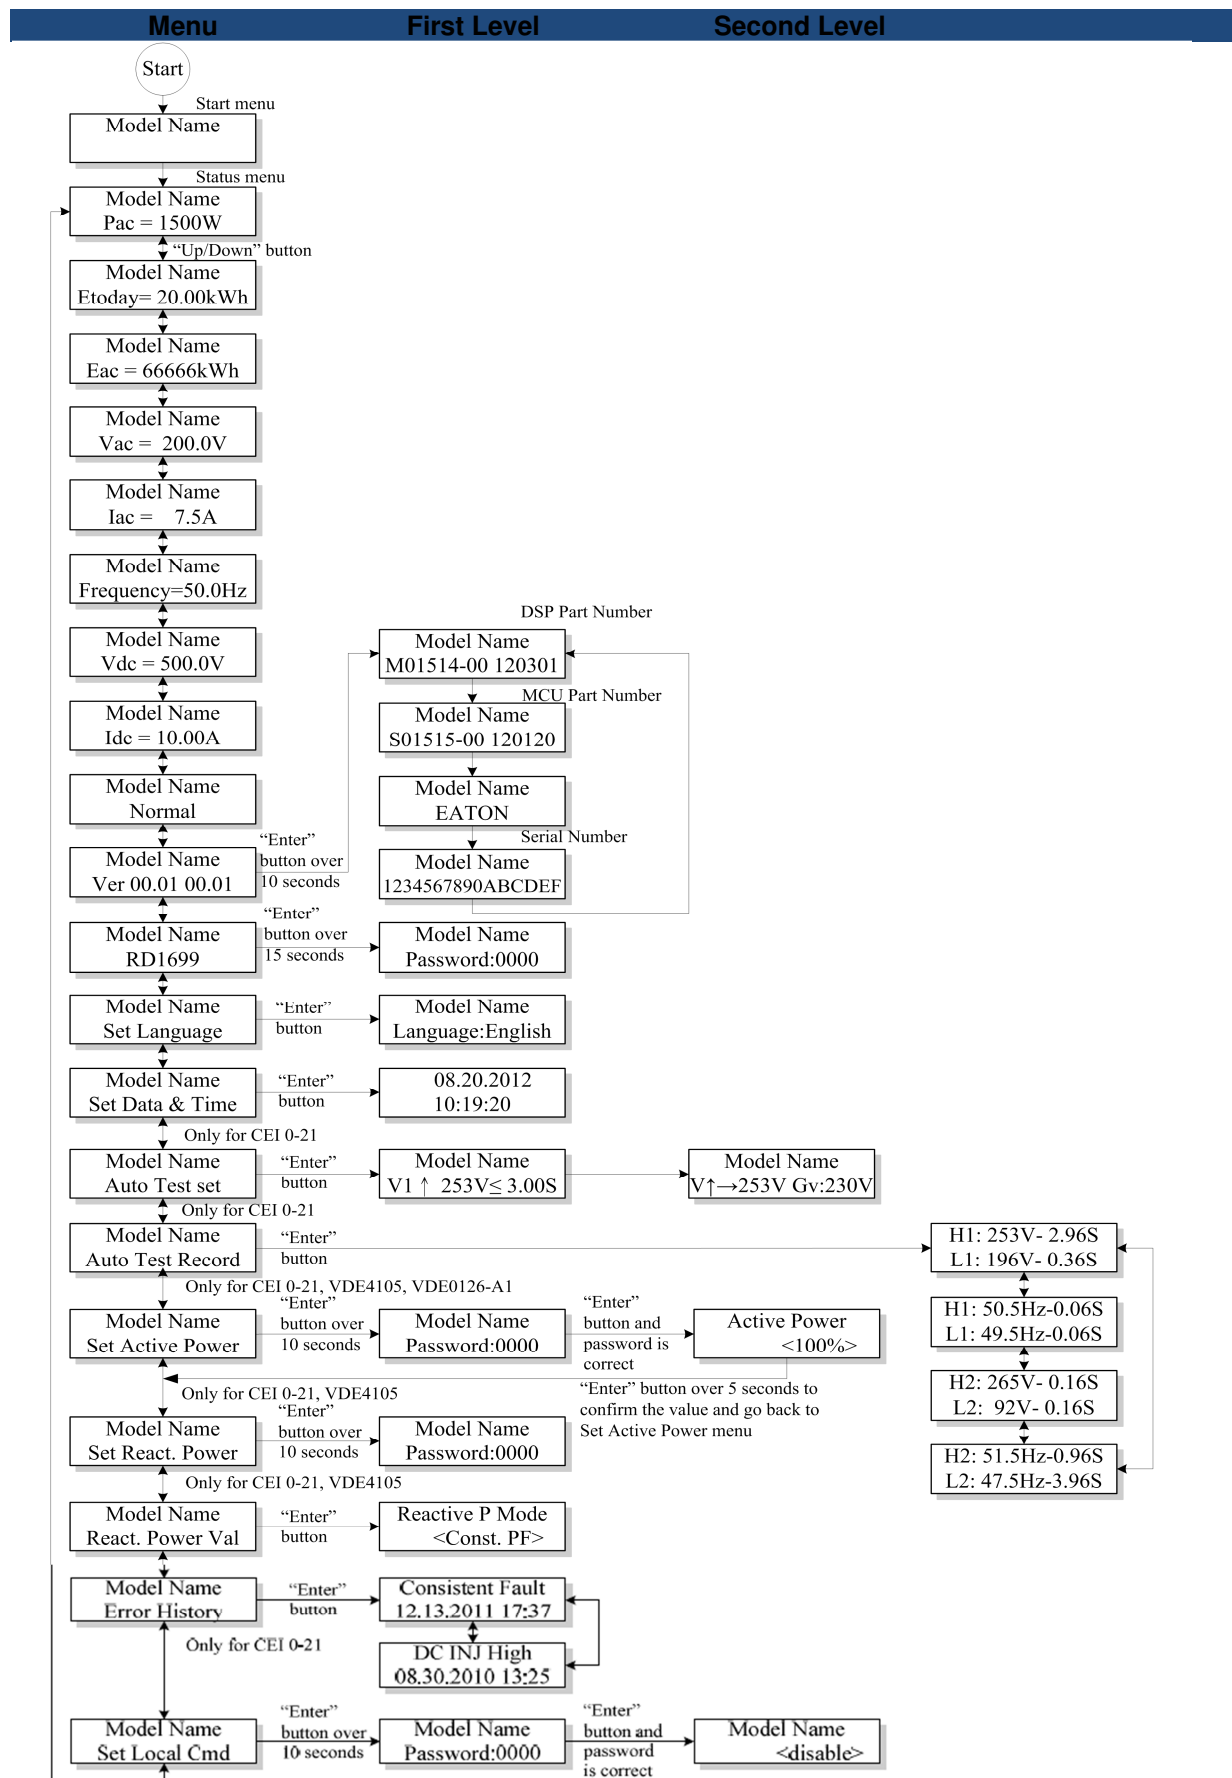 Menu First Level Second Level
Start
Start menu
Model Name
Status menu
Model Name
Pac = 1500W
“Up/Down” button
Model Name
Etoday= 20.00kWh
Model Name
Eac = 66666kWh
Model Name
Vac = 200.0V
Model Name
Iac = 7.5A
Model Name
Frequency=50.0Hz
Model Name
Vdc = 500.0V
DSP Part Number
Model Name
M01514-00 120301
MCU Part Number
Model Name
Idc = 10.00A
Model Name
S01515-00 120120
Model Name
Normal
Model Name
EATON
Model Name
Ver 00.01 00.01
“Enter”
button over
10 seconds
Serial Number
Model Name
1234567890ABCDEF
Model Name
RD1699
“Enter”
button over
15 seconds
Model Name
Password:0000
Model Name
Set Language
“Enter”
button
Model Name
Language:English
Model Name
Set Data & Time
“Enter”
button
08.20.2012
10:19:20
Only for CEI 0-21
Model Name
Auto Test set
“Enter”
button
Model Name
V1 ↑ 253V≤ 3.00S
Model Name
V↑→253V Gv:230V
Only for CEI 0-21
Model Name
Auto Test Record
“Enter”
button
H1: 253V- 2.96S
L1: 196V- 0.36S
H1: 50.5Hz-0.06S
L1: 49.5Hz-0.06S
H2: 265V- 0.16S
L2: 92V- 0.16S
H2: 51.5Hz-0.96S
L2: 47.5Hz-3.96S
Only for CEI 0-21, VDE4105, VDE0126-A1
Model Name
Set Active Power
“Enter”
button over
10 seconds
Model Name
Password:0000
“Enter”
button and
password is
correct
Active Power
<100%>
“Enter” button over 5 seconds to
confirm the value and go back to
Set Active Power menu
Only for CEI 0-21, VDE4105
Model Name
Set React. Power
“Enter”
button over
10 seconds
Model Name
Password:0000
Only for CEI 0-21, VDE4105
Model Name
React. Power Val
“Enter”
button
Reactive P Mode
<Const. PF>
Model Name
Error History
“Enter”
button
Consistent Fault
12.13.2011 17:37
DC INJ High
08.30.2010 13:25
Only for CEI 0-21
Model Name
Set Local Cmd
“Enter”
button over
10 seconds
Model Name
Password:0000
“Enter”
button and
password
is correct
Model Name
<disable>